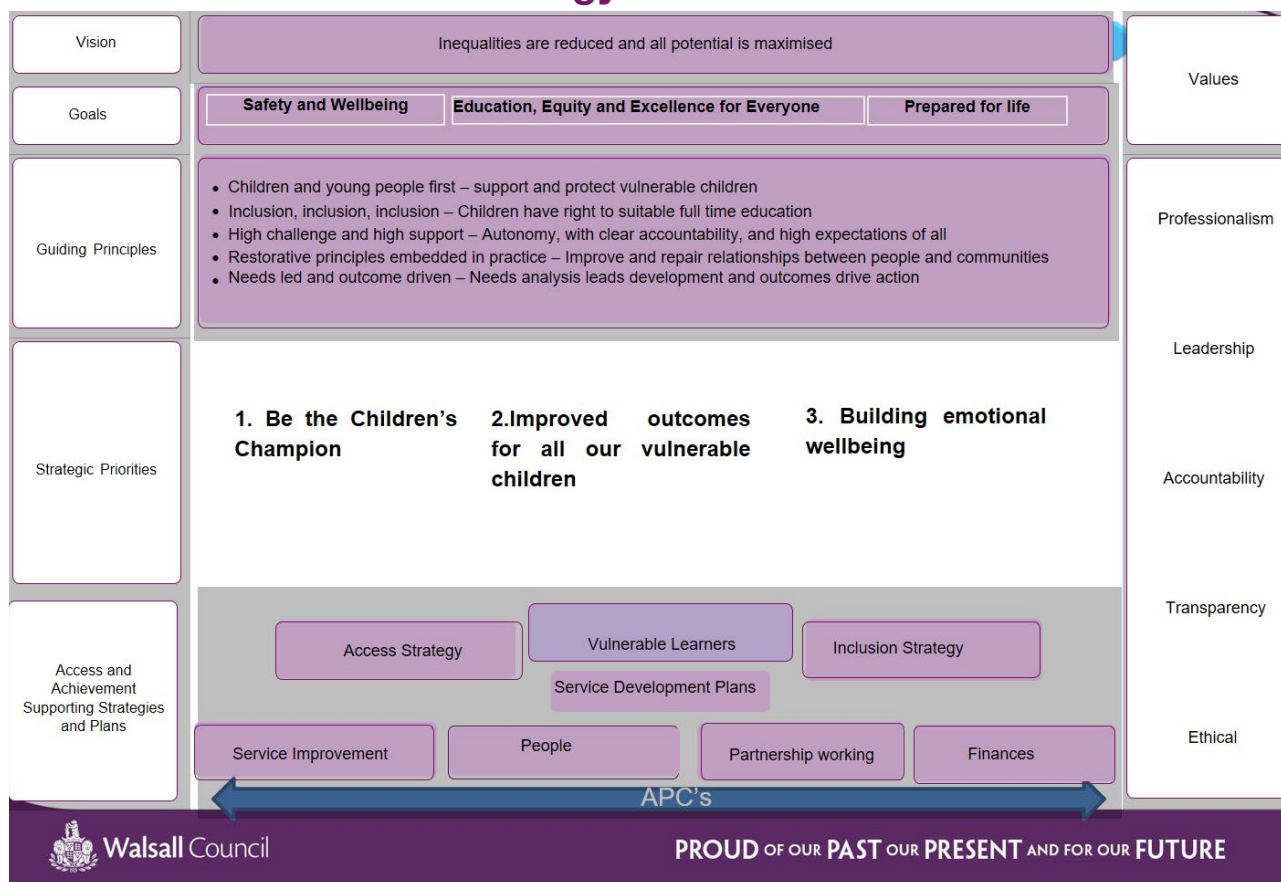 gy
Vision
Inequalities are reduced and all potential is maximised
Values
Goals
Safety and Wellbeing
Education, Equity and Excellence for Everyone
Prepared for life
Guiding Principles
• Children and young people first – support and protect vulnerable children
• Inclusion, inclusion, inclusion – Children have right to suitable full time education
• High challenge and high support – Autonomy, with clear accountability, and high expectations of all
• Restorative principles embedded in practice – Improve and repair relationships between people and communities
• Needs led and outcome driven – Needs analysis leads development and outcomes drive action
Professionalism
Leadership
Accountability
Transparency
Ethical
Strategic Priorities
1. Be the Children's
Champion
2.Improved outcomes
for all our vulnerable
children
3. Building emotional
wellbeing
Access and
Achievement
Supporting Strategies
and Plans
Access Strategy
Vulnerable Learners
Inclusion Strategy
Service Development Plans
Service Improvement
People
Partnership working
Finances
APC's
Walsall Council
PROUD OF OUR PAST OUR PRESENT AND FOR OUR FUTURE